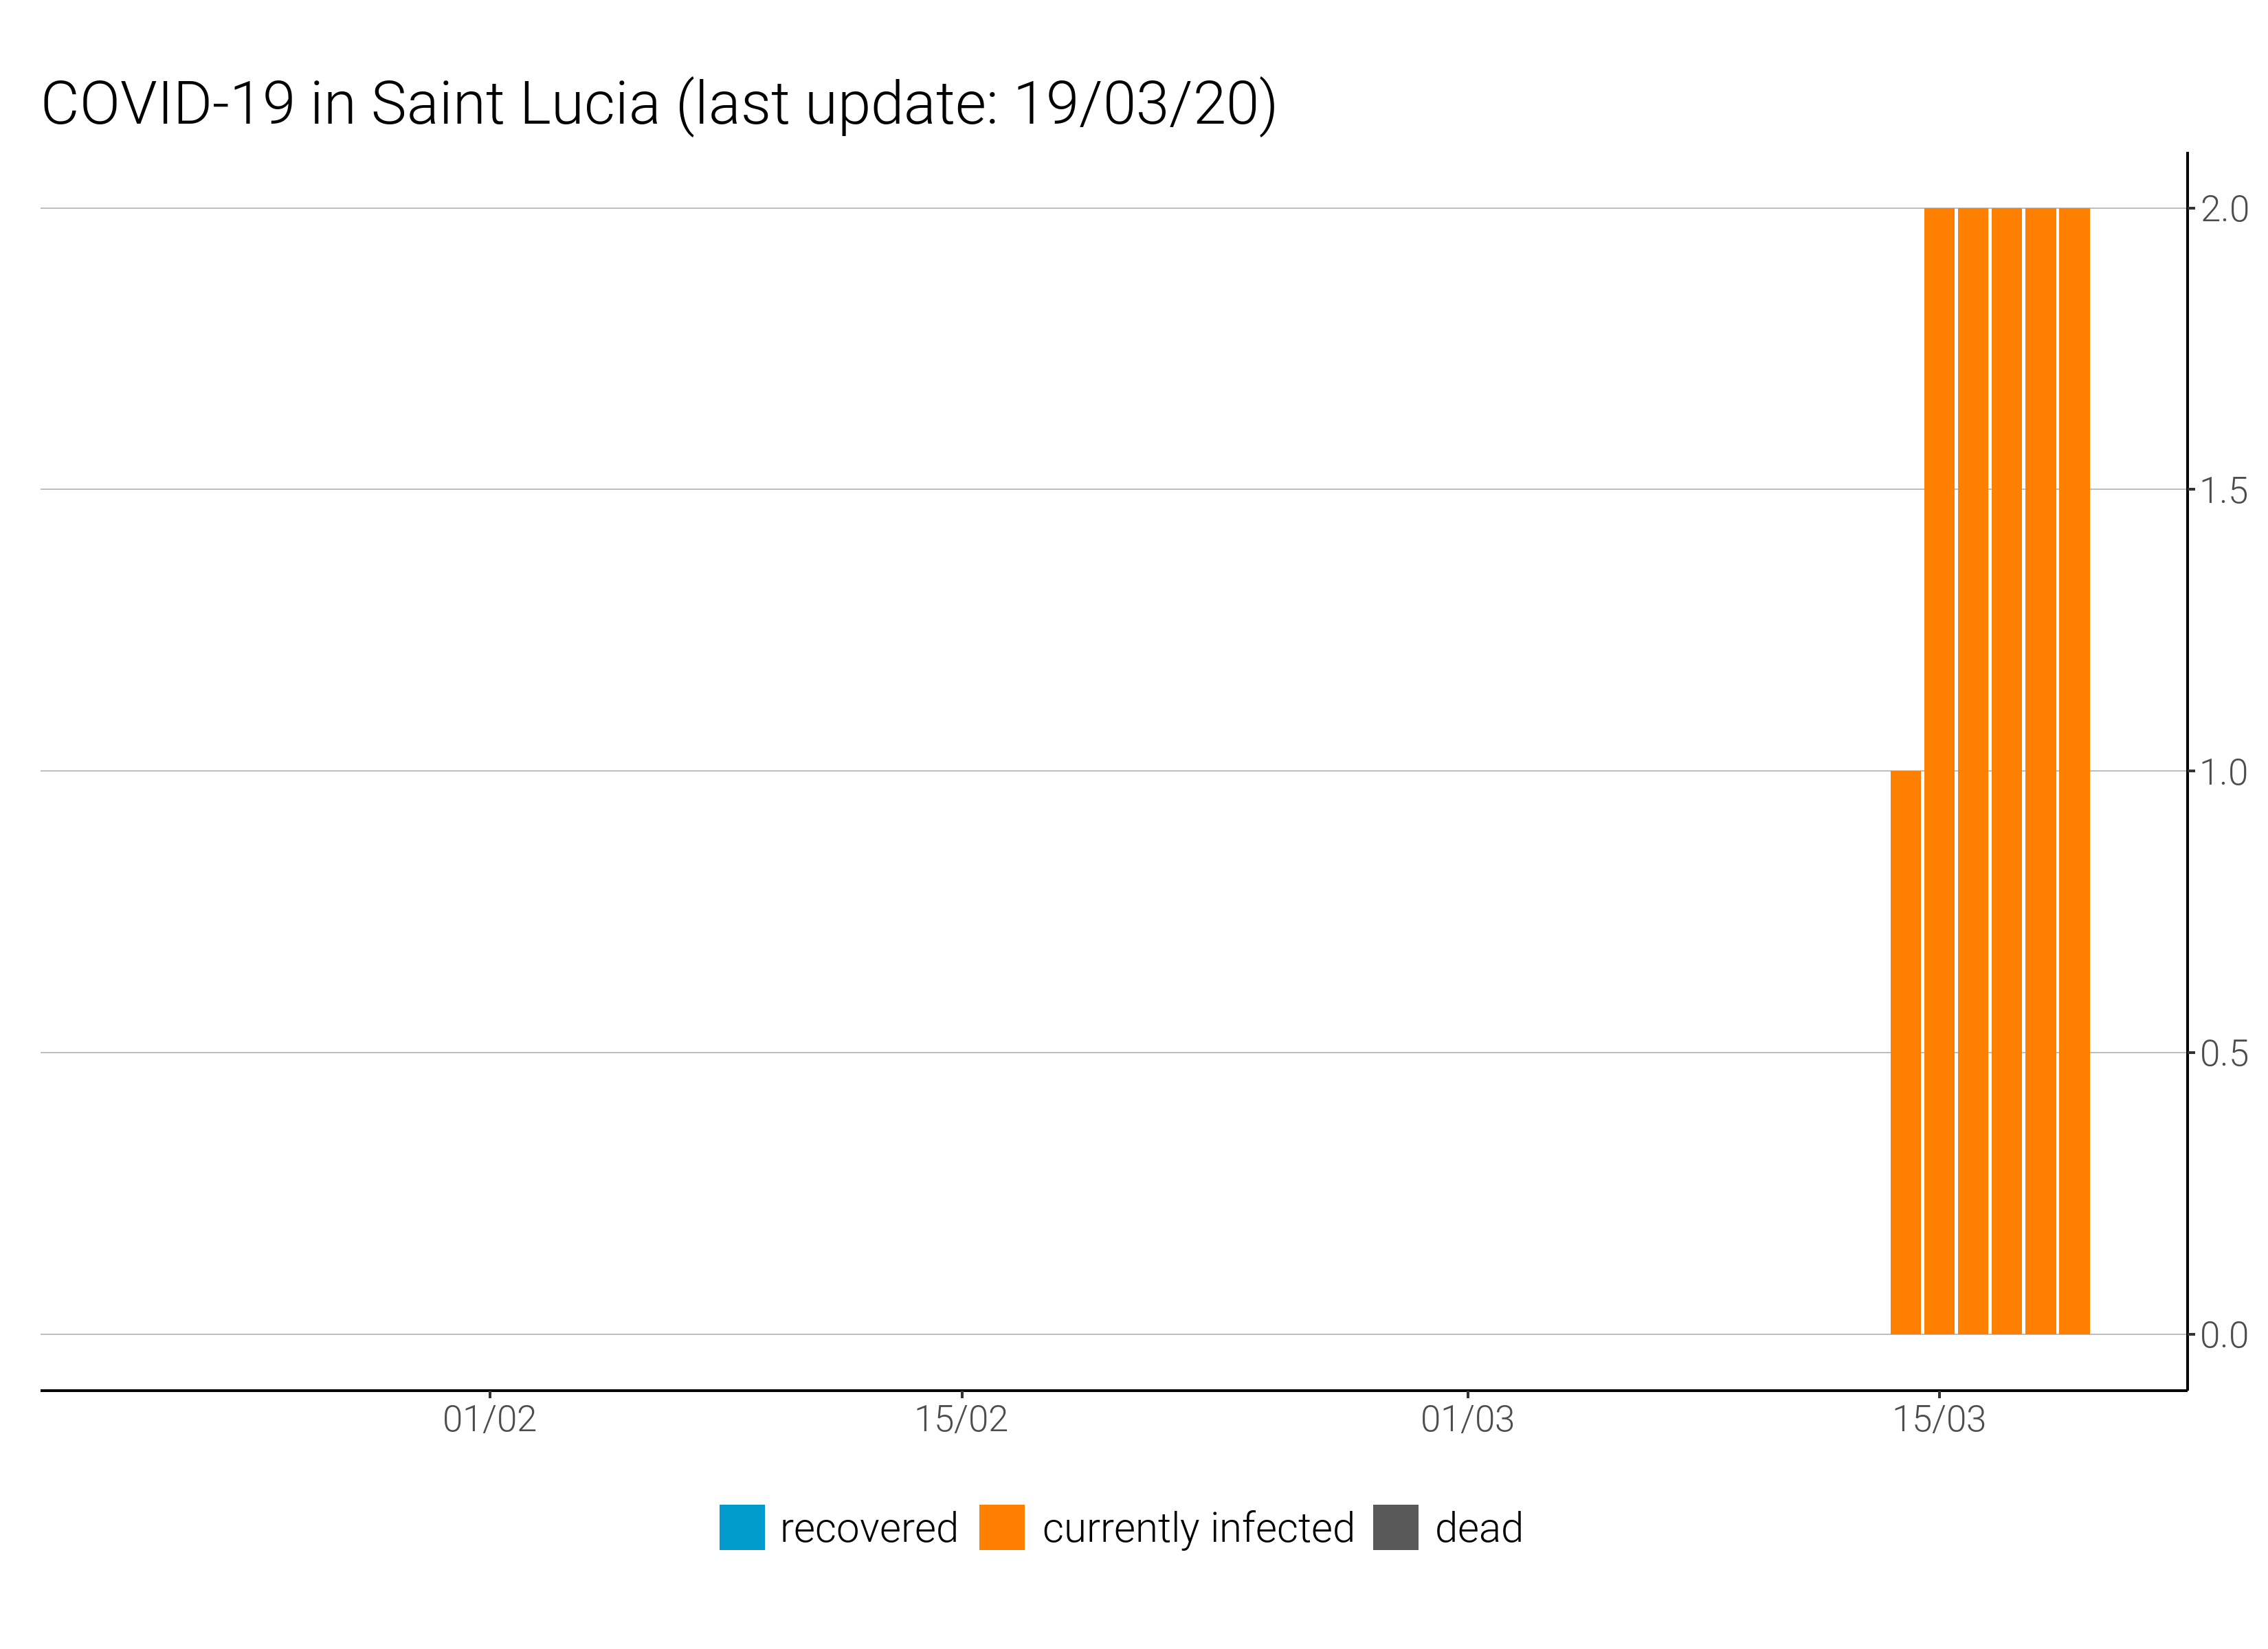 COVID-19 in Saint Lucia (last update: 19/03/20)
2.0
1.5
1.0
0.5
0.0
01/02 15/02 01/03 15/03
recovered currently infected dead